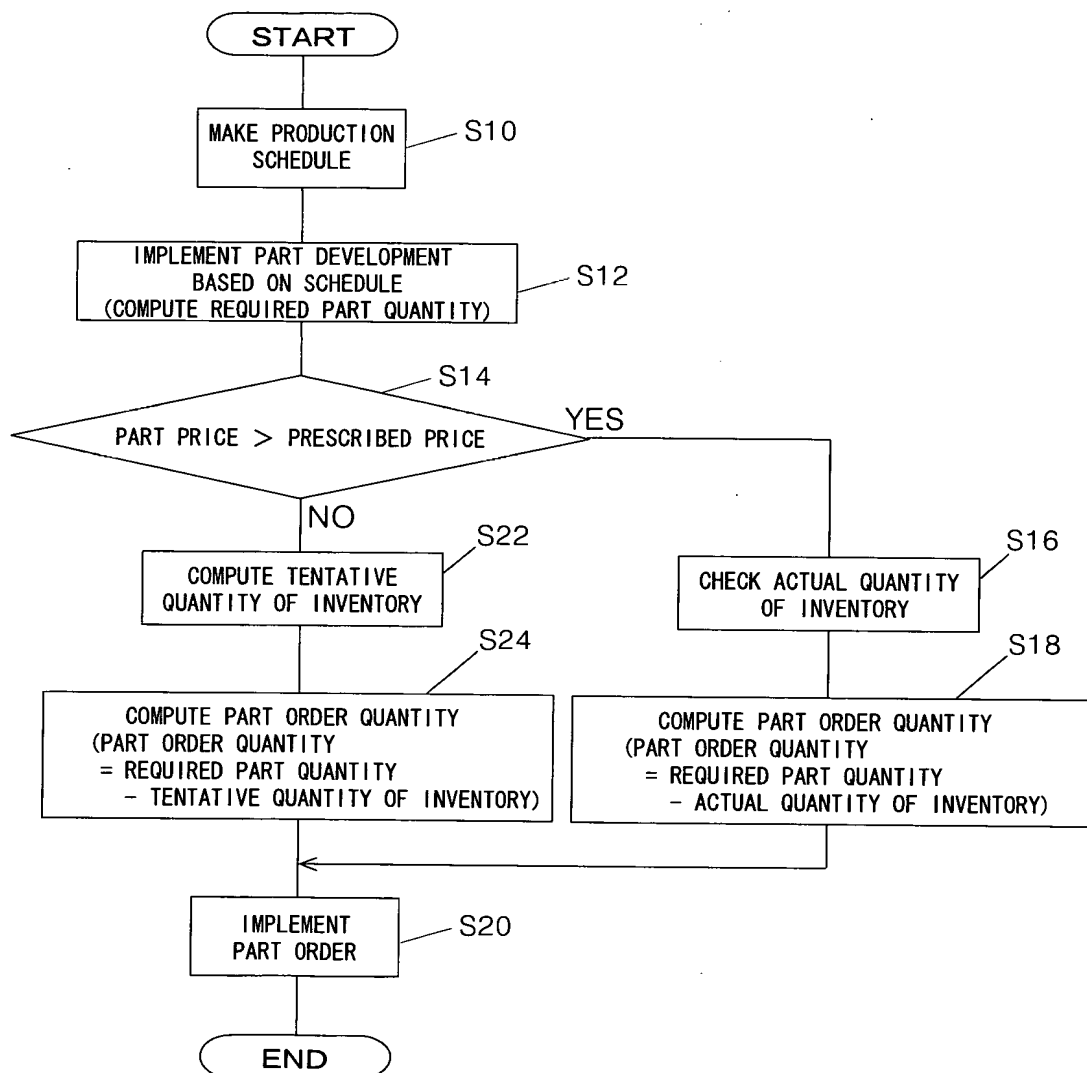 START
MAKE PRODUCTION
SCHEDULE
S10
IMPLEMENT PART DEVELOPMENT
BASED ON SCHEDULE
(COMPUTE REQUIRED PART QUANTITY)
S12
S14
PART PRICE > PRESCRIBED PRICE
YES
NO
S22
COMPUTE TENTATIVE
QUANTITY OF INVENTORY
S16
CHECK ACTUAL QUANTITY
OF INVENTORY
S24
COMPUTE PART ORDER QUANTITY
(PART ORDER QUANTITY
= REQUIRED PART QUANTITY
- TENTATIVE QUANTITY OF INVENTORY)
S18
COMPUTE PART ORDER QUANTITY
(PART ORDER QUANTITY
= REQUIRED PART QUANTITY
- ACTUAL QUANTITY OF INVENTORY)
IMPLEMENT
PART ORDER
S20
END